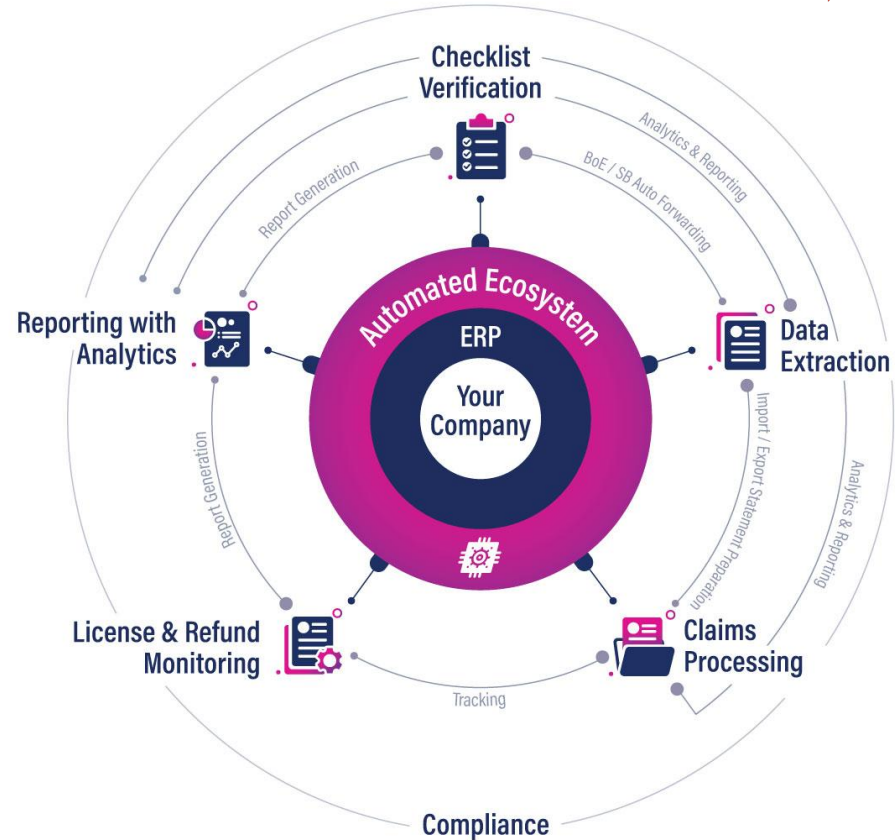 Checklist
Verification
Analytics & Reporting
BoE / SB Auto Forwarding
Report Generation
Automated Ecosystem
ERP
Your
Company
Reporting with
Analytics
Data
Extraction
Report Generation
Import / Export Statement Preparation
Analytics & Reporting
License & Refund
Monitoring
Claims
Processing
Tracking
Compliance